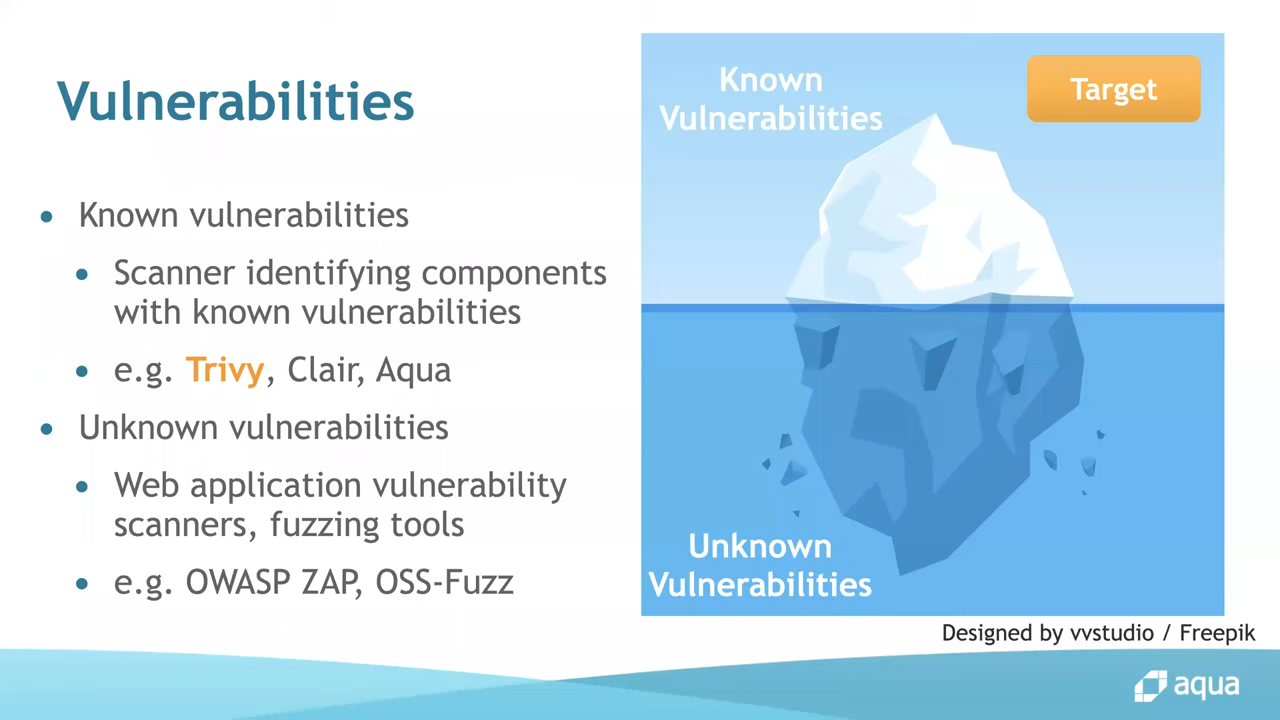 Vulnerabilities
• Known vulnerabilities
• Scanner identifying components
with known vulnerabilities
• e.g. Trivy, Clair, Aqua
• Unknown vulnerabilities
• Web application vulnerability
scanners, fuzzing tools
• e.g. OWASP ZAP, OSS-Fuzz
Known
Vulnerabilities
Target
Unknown
Vulnerabilities
Designed by vvstudio / Freepik
aqua